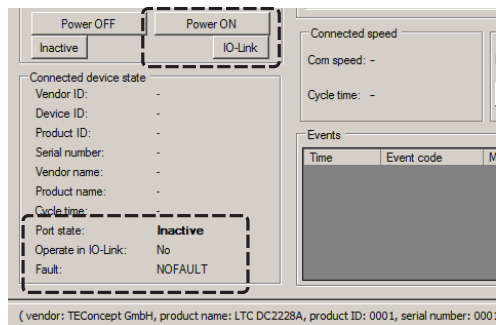 Power OFF
Power ON
Inactive
IO-Link
Connected device state
Vendor ID: -
Device ID: -
Product ID: -
Serial number: -
Vendor name: -
Product name: -
Cycle time: -
Port state: Inactive
Operate in IO-Link: No
Fault: NOFAULT
Connected speed
Com speed: -
Cycle time: -
Events
Time Event code M
( vendor: TEConcept GmbH, product name: LTC DC2228A, product ID: 0001, serial number: 0001